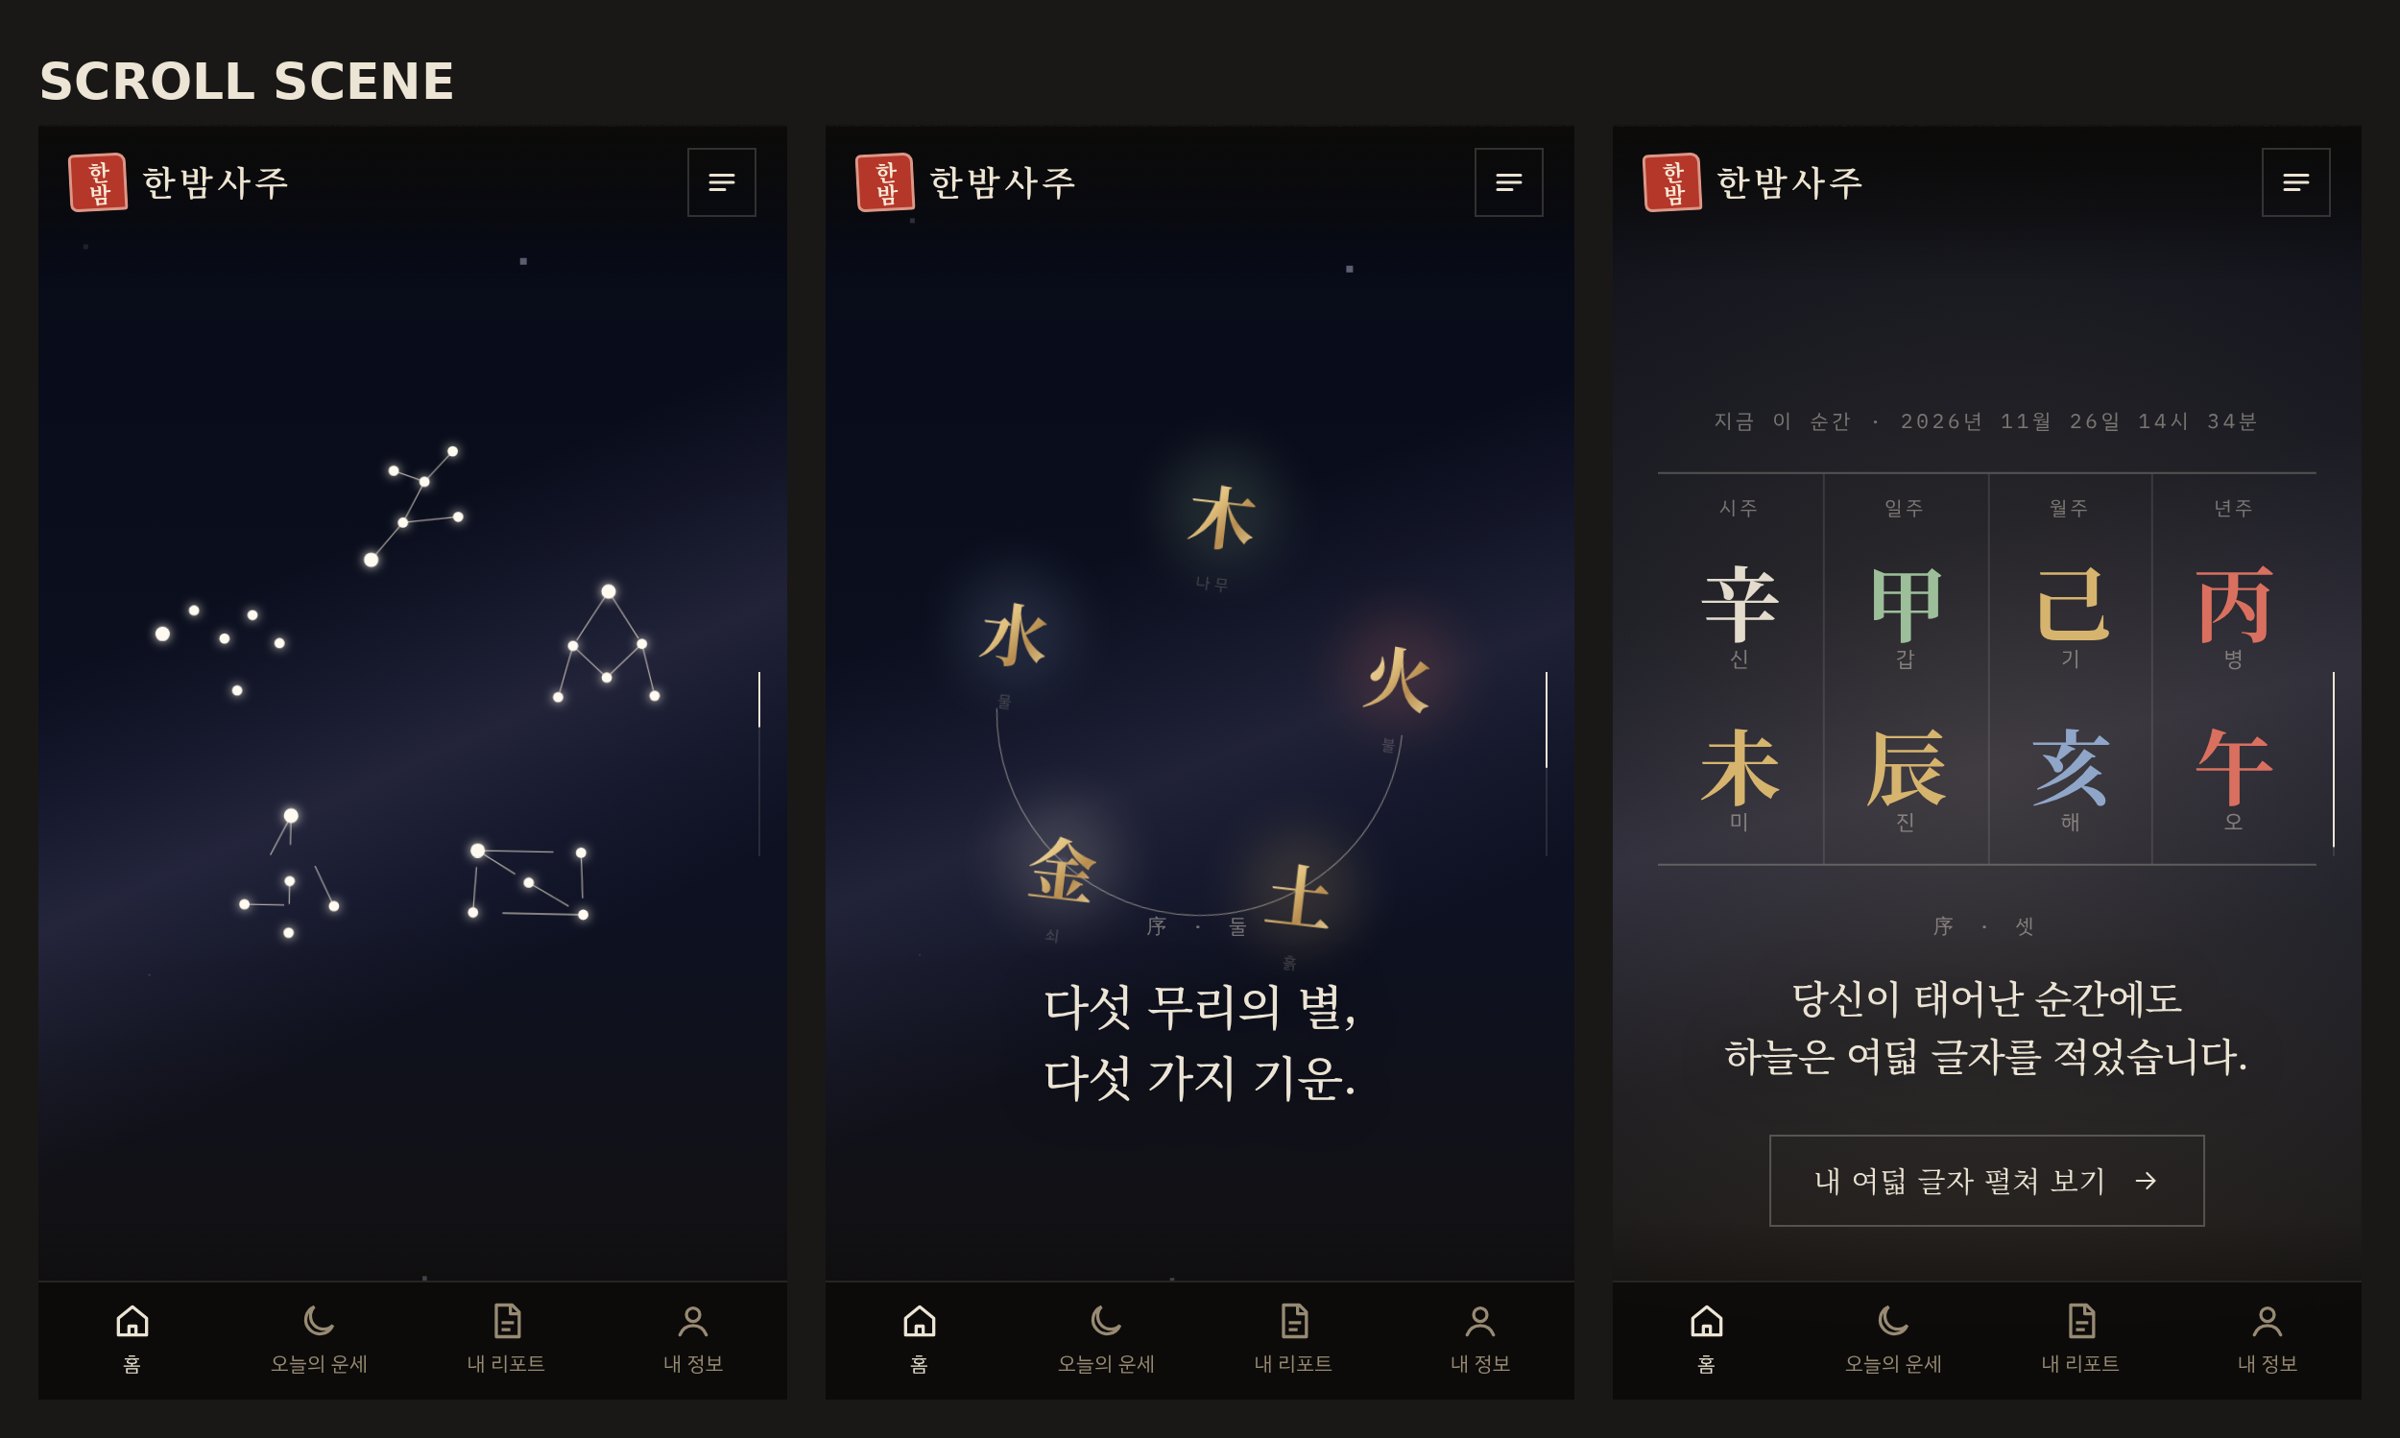 SCROLL SCENE
한밤
한밤사주
홈
오늘의 운세
내 리포트
내 정보
한밤
한밤사주
木
나무
水
물
火
불
金
쇠
土
흙
序 · 둘
다섯 무리의 별,
다섯 가지 기운.
홈
오늘의 운세
내 리포트
내 정보
한밤
한밤사주
지금 이 순간 · 2026년 11월 26일 14시 34분
시주 일주 월주 년주
辛 甲 己 丙
신 갑 기 병
未 辰 亥 午
미 진 해 오
序 · 셋
당신이 태어난 순간에도
하늘은 여덟 글자를 적었습니다.
내 여덟 글자 펼쳐 보기 →
홈
오늘의 운세
내 리포트
내 정보